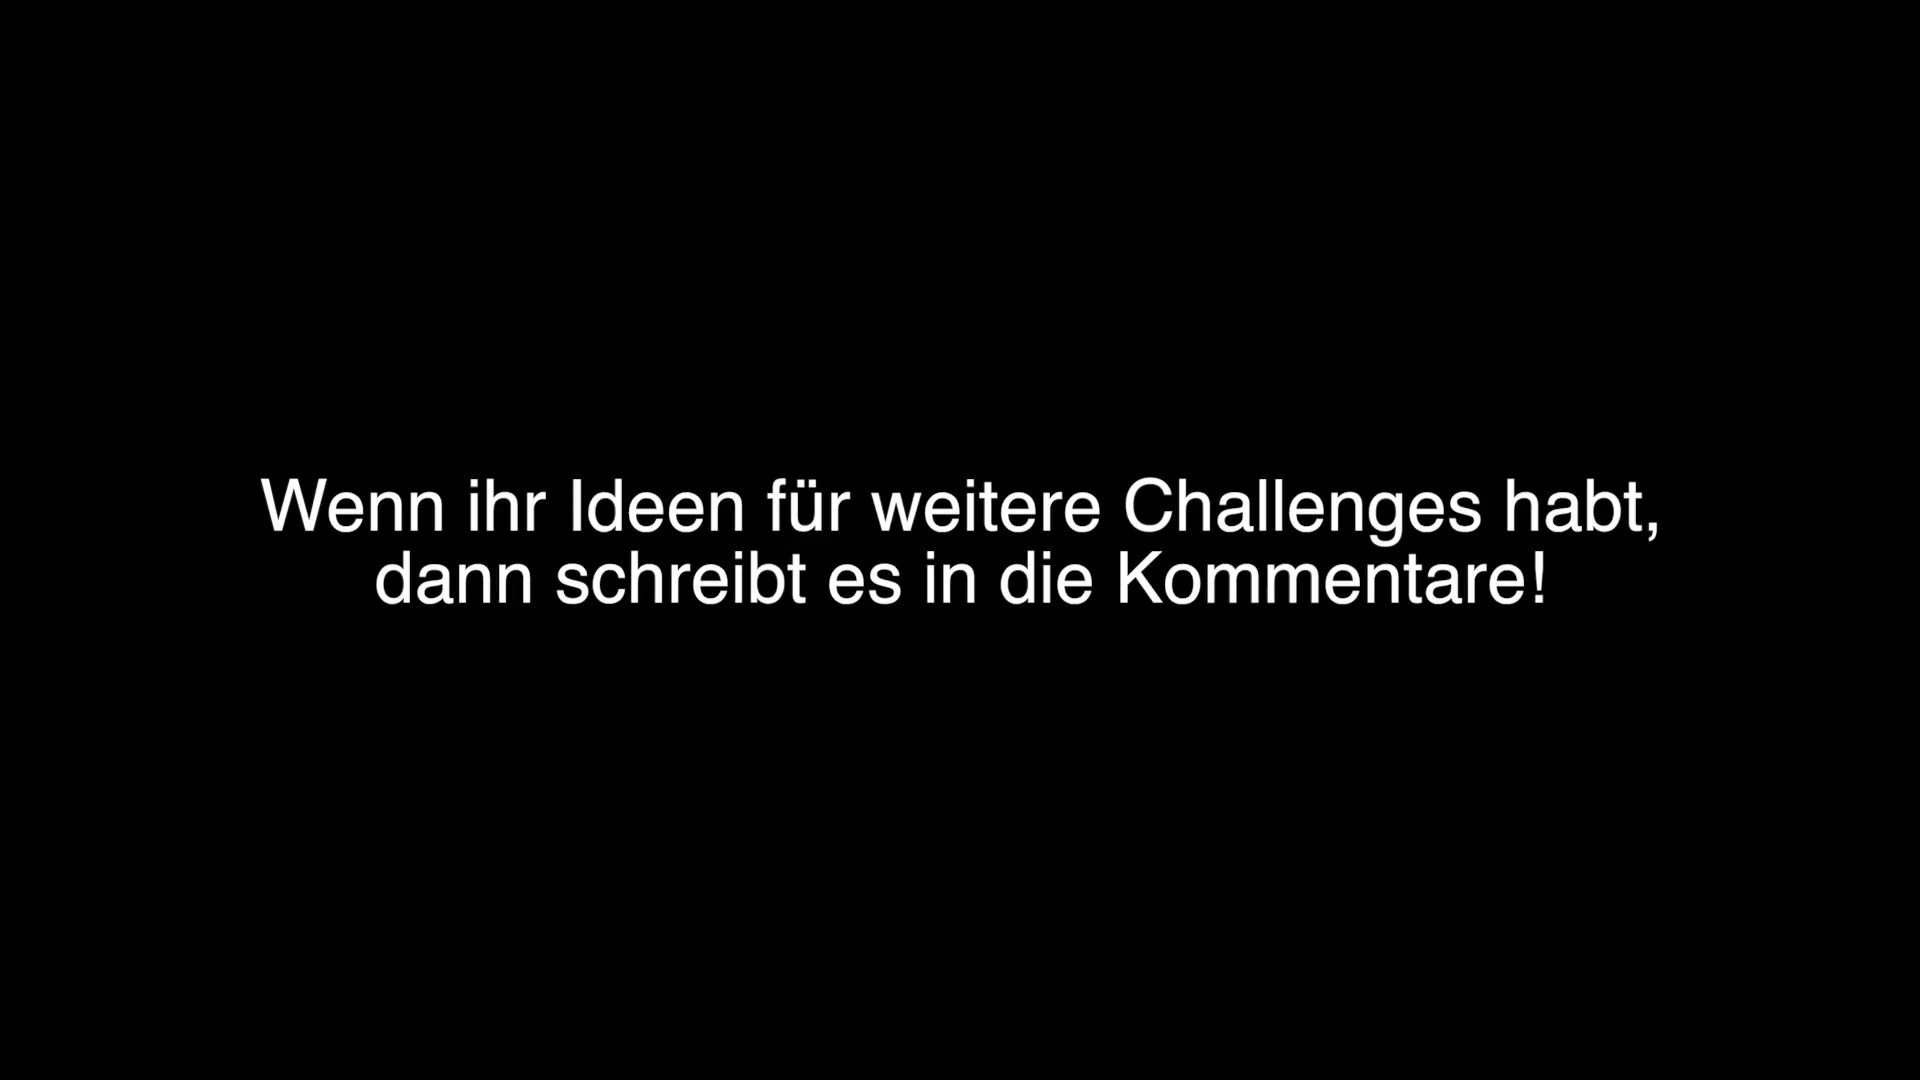 Wenn ihr Ideen für weitere Challenges habt,
dann schreibt es in die Kommentare!